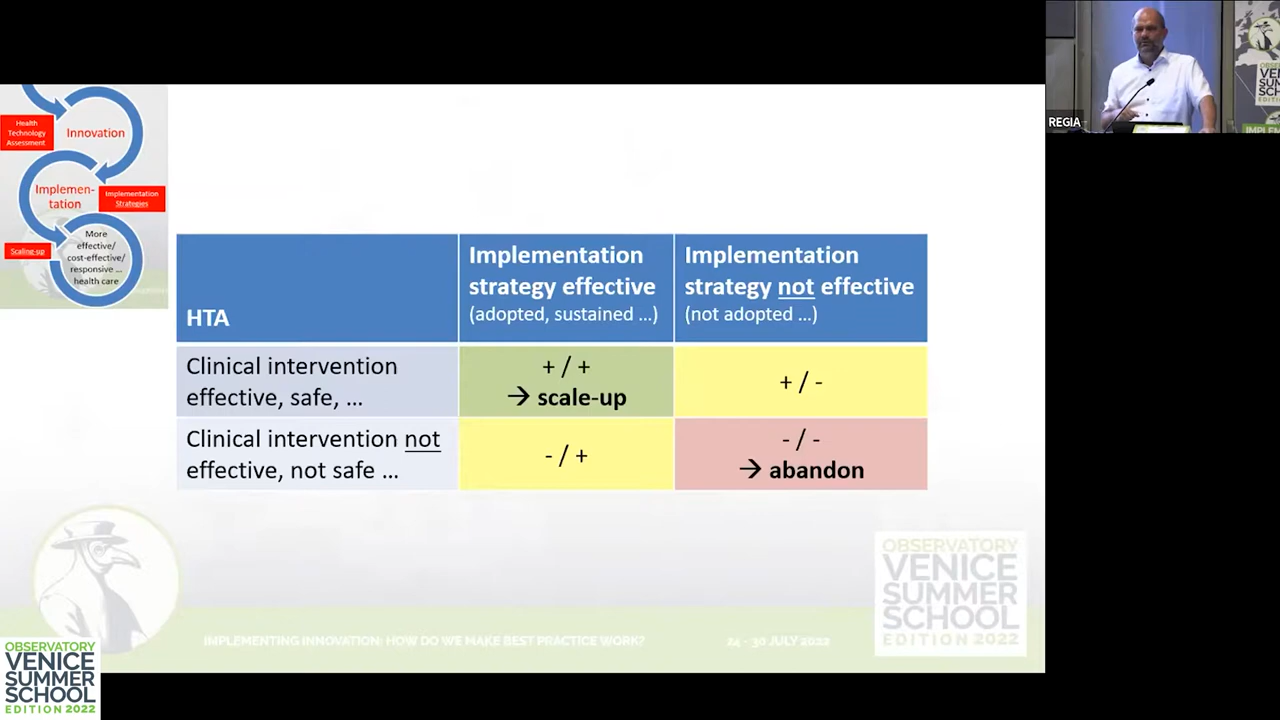 Health
Technology
Assessment
Innovation
Implemen-
tation
Implementation
Strategies
Scaling-up
More
effective/
cost-effective/
responsive ...
health care
HTA
Implementation
strategy effective
(adopted, sustained ...)
Implementation
strategy not effective
(not adopted ...)
Clinical intervention
effective, safe, ...
+ / +
→ scale-up
+ / -
Clinical intervention not
effective, not safe ...
- / +
- / -
→ abandon
IMPLEMENTING INNOVATION: HOW DO WE MAKE BEST PRACTICE WORK?
24 - 30 JULY 2022
OBSERVATORY
VENICE
SUMMER
SCHOOL
EDITION 2022
OBSERVATORY
VENICE
SUMMER
SCHOOL
EDITION 2022
REGIA